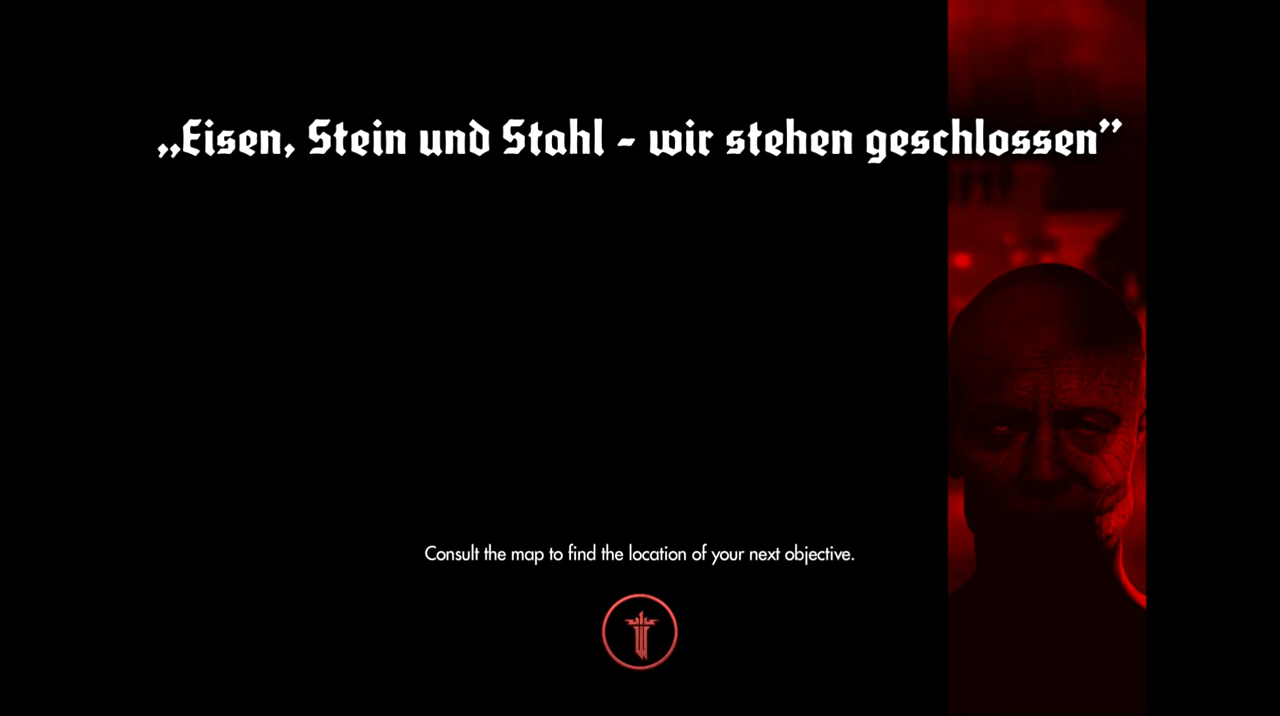 „Eisen, Stein und Stahl - wir stehen geschlossen”
Consult the map to find the location of your next objective.